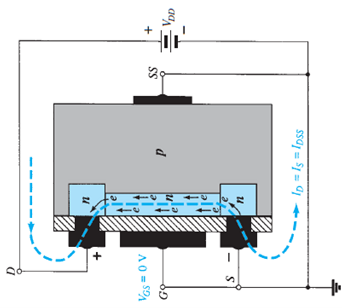 +
V_DD
−
SS
D
p
n
e
e
e
n
e
e
e
e
e
e
n
+
V_GS = 0 V
G
−
S
I_D = I_S = I_DSS